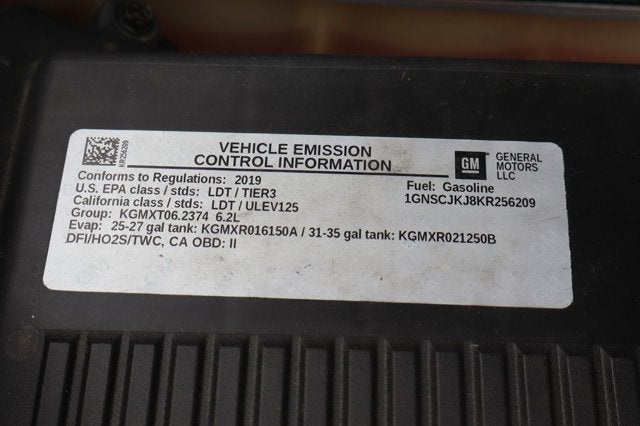 KR256209
VEHICLE EMISSION
CONTROL INFORMATION
GM
GENERAL
MOTORS
LLC
Conforms to Regulations: 2019
Fuel: Gasoline
U.S. EPA class / stds: LDT / TIER3
1GNSCJKJ8KR256209
California class / stds: LDT / ULEV125
Group: KGMXT06.2374 6.2L
Evap: 25-27 gal tank: KGMXR016150A / 31-35 gal tank: KGMXR021250B
DFI/HO2S/TWC, CA OBD: II